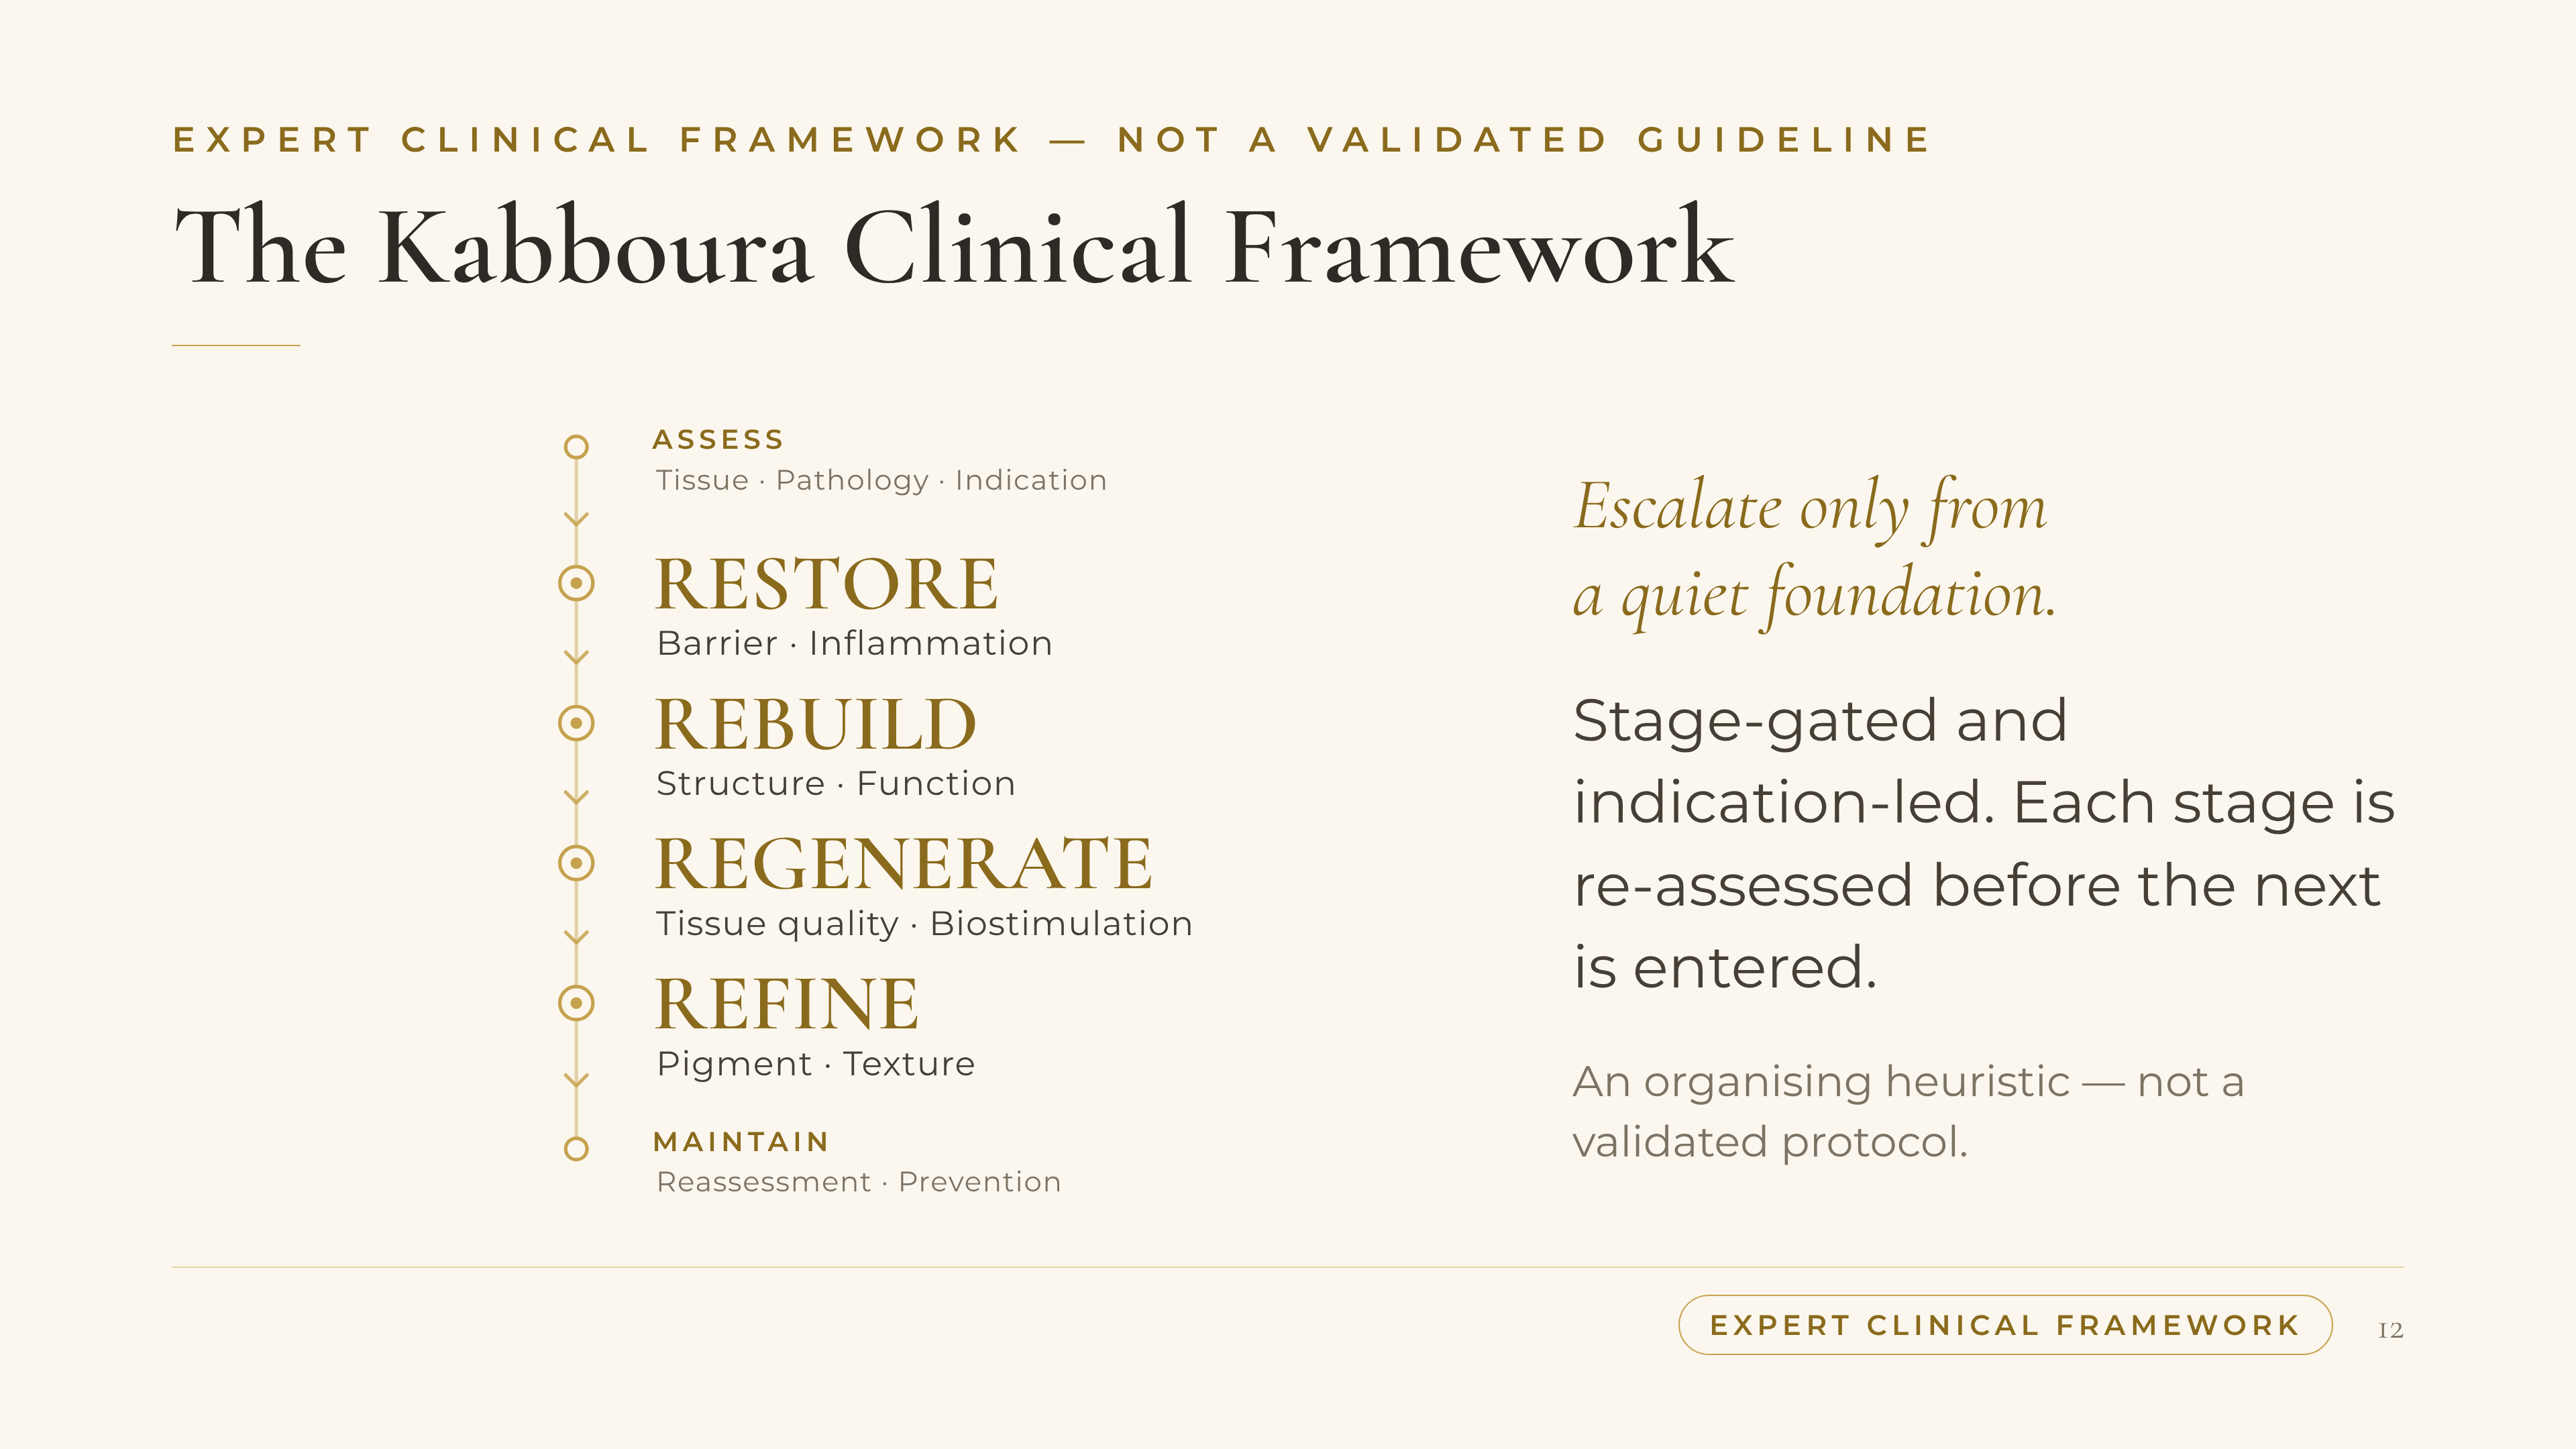 EXPERT CLINICAL FRAMEWORK — NOT A VALIDATED GUIDELINE
The Kabboura Clinical Framework
ASSESS
Tissue · Pathology · Indication
RESTORE
Barrier · Inflammation
REBUILD
Structure · Function
REGENERATE
Tissue quality · Biostimulation
REFINE
Pigment · Texture
MAINTAIN
Reassessment · Prevention
Escalate only from
a quiet foundation.
Stage-gated and
indication-led. Each stage is
re-assessed before the next
is entered.
An organising heuristic — not a
validated protocol.
EXPERT CLINICAL FRAMEWORK
12